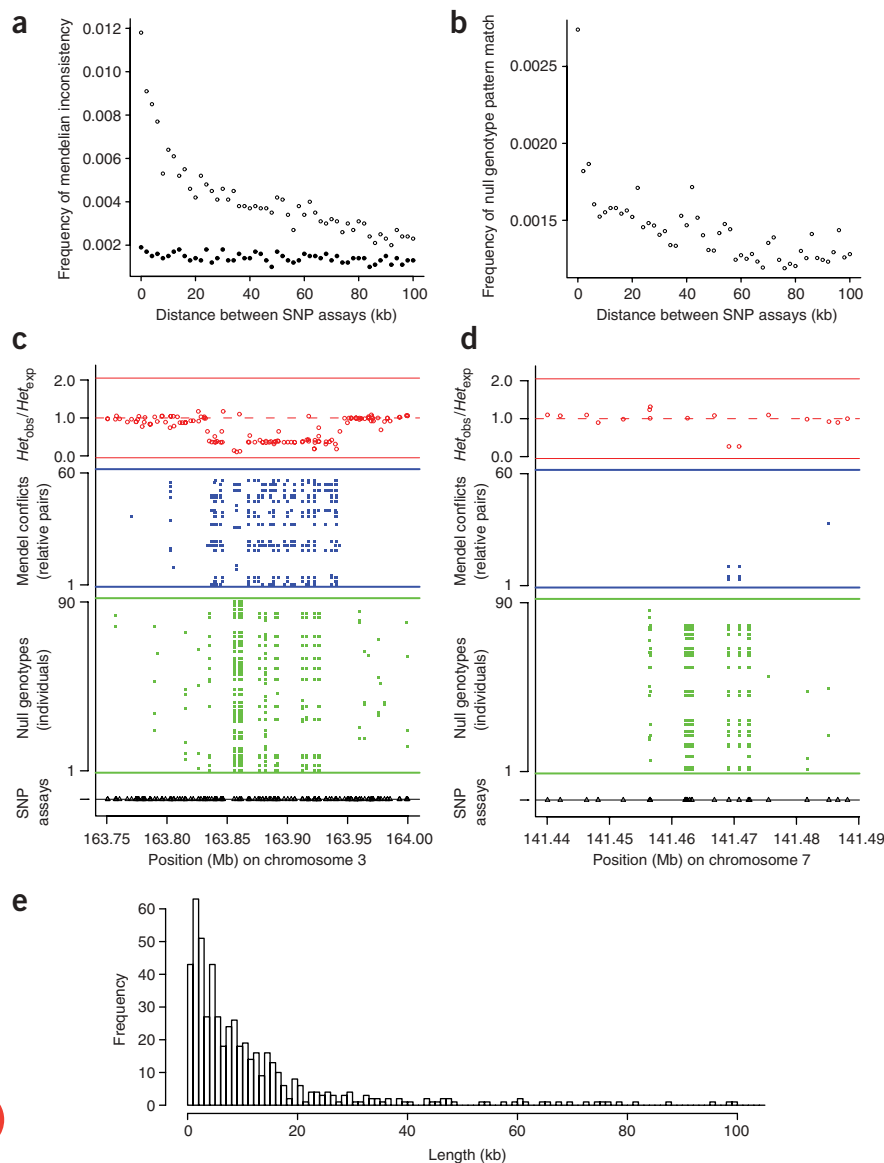 a
Frequency of mendelian inconsistency
0.012
0.010
0.008
0.006
0.004
0.002
0 20 40 60 80 100
Distance between SNP assays (kb)
b
Frequency of null genotype pattern match
0.0025
0.0020
0.0015
0 20 40 60 80 100
Distance between SNP assays (kb)
c
Het_obs/Het_exp
2.0
1.0
0.0
Mendel conflicts
(relative pairs)
60
1
Null genotypes
(individuals)
90
1
SNP
assays
163.75 163.80 163.85 163.90 163.95 164.00
Position (Mb) on chromosome 3
d
Het_obs/Het_exp
2.0
1.0
0.0
Mendel conflicts
(relative pairs)
60
1
Null genotypes
(individuals)
90
1
SNP
assays
141.44 141.45 141.46 141.47 141.48 141.49
Position (Mb) on chromosome 7
e
Frequency
60
50
40
30
20
10
0
0 20 40 60 80 100
Length (kb)